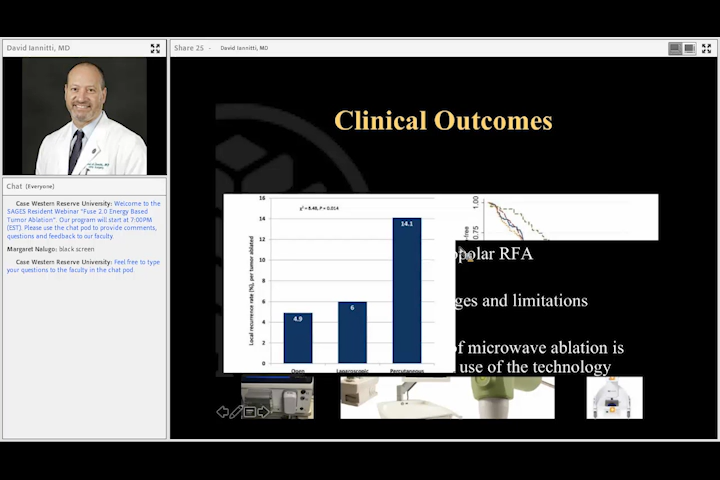 David Iannitti, MD
Share 25 - David Iannitti, MD
Chat (Everyone)
Case Western Reserve University: Welcome to the
SAGES Resident Webinar "Fuse 2.0 Energy Based
Tumor Ablation". Our program will start at 7:00PM
(EST). Please use the chat pod to provide comments,
questions and feedback to our faculty
Margaret Nalugo: black screen
Case Western Reserve University: Feel free to type
your questions to the faculty in the chat pod
Clinical Outcomes
16
14
12
10
8
6
4
2
0
Local recurrence rate (%), per tumor ablated
χ² = 8.48, P = 0.014
4.9
6
14.1
Open
Laparoscopic
Percutaneous
1.00
0.75
-free
opolar RFA
ges and limitations
of microwave ablation is
use of the technology